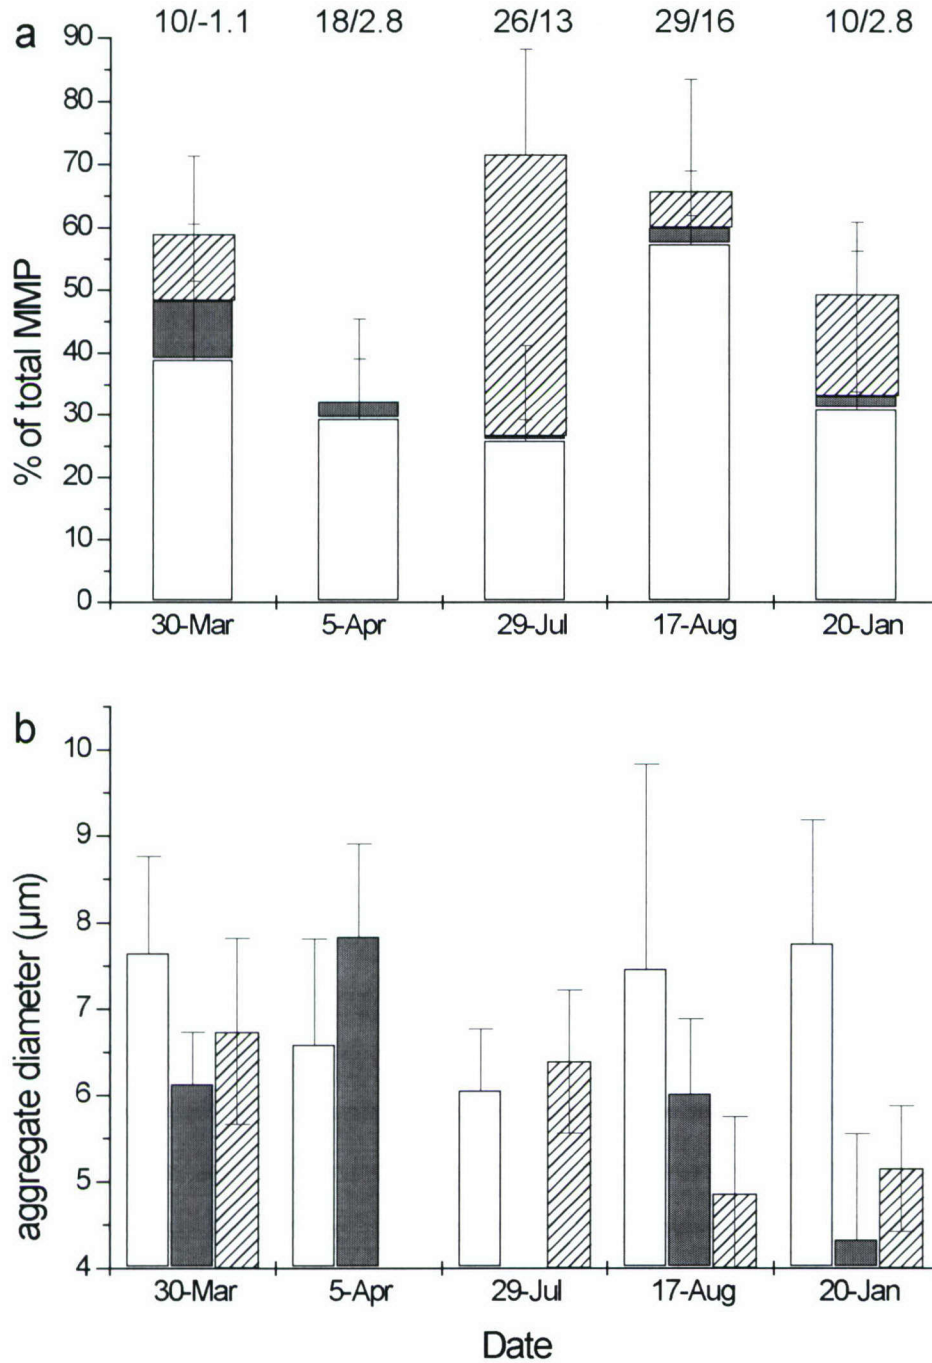 a
10/-1.1 18/2.8 26/13 29/16 10/2.8
90
80
70
60
50
40
30
20
10
0
% of total MMP
30-Mar 5-Apr 29-Jul 17-Aug 20-Jan
b
10
9
8
7
6
5
4
aggregate diameter (µm)
30-Mar 5-Apr 29-Jul 17-Aug 20-Jan
Date